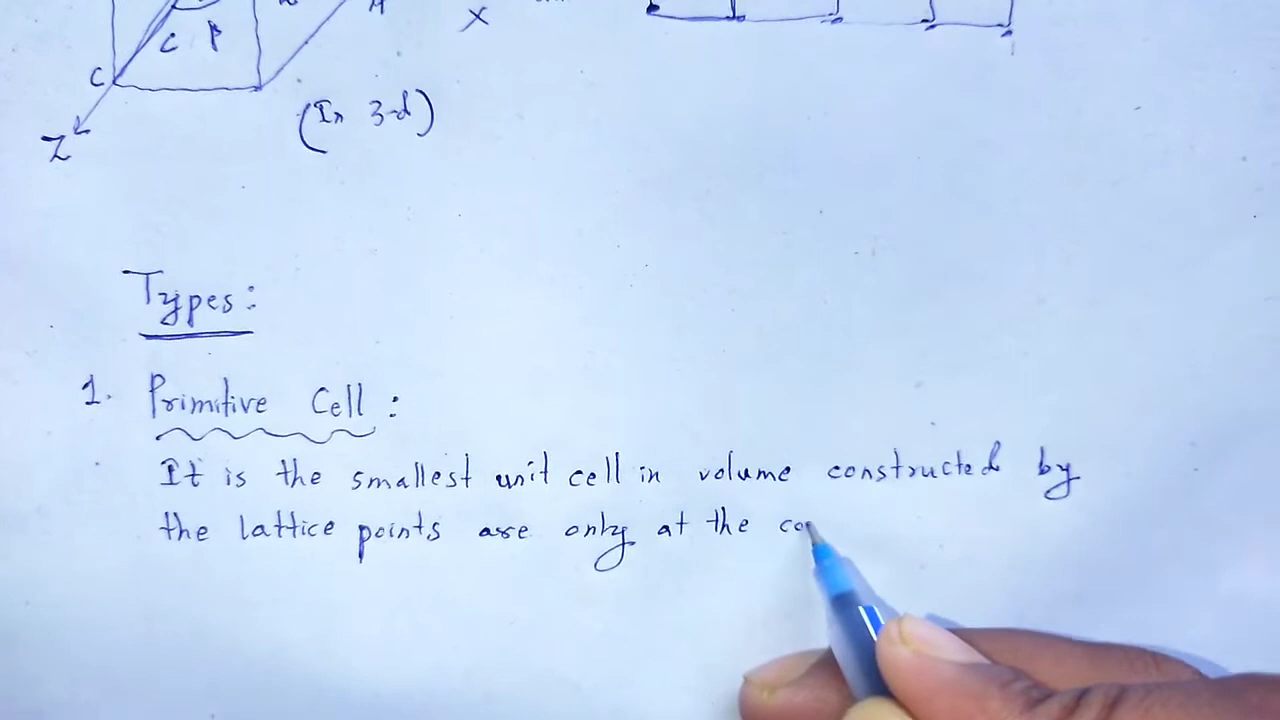 C
C β
A
X
Z
(In 3-d)
Types:
1. Primitive Cell:
It is the smallest unit cell in volume constructed by
the lattice points are only at the co